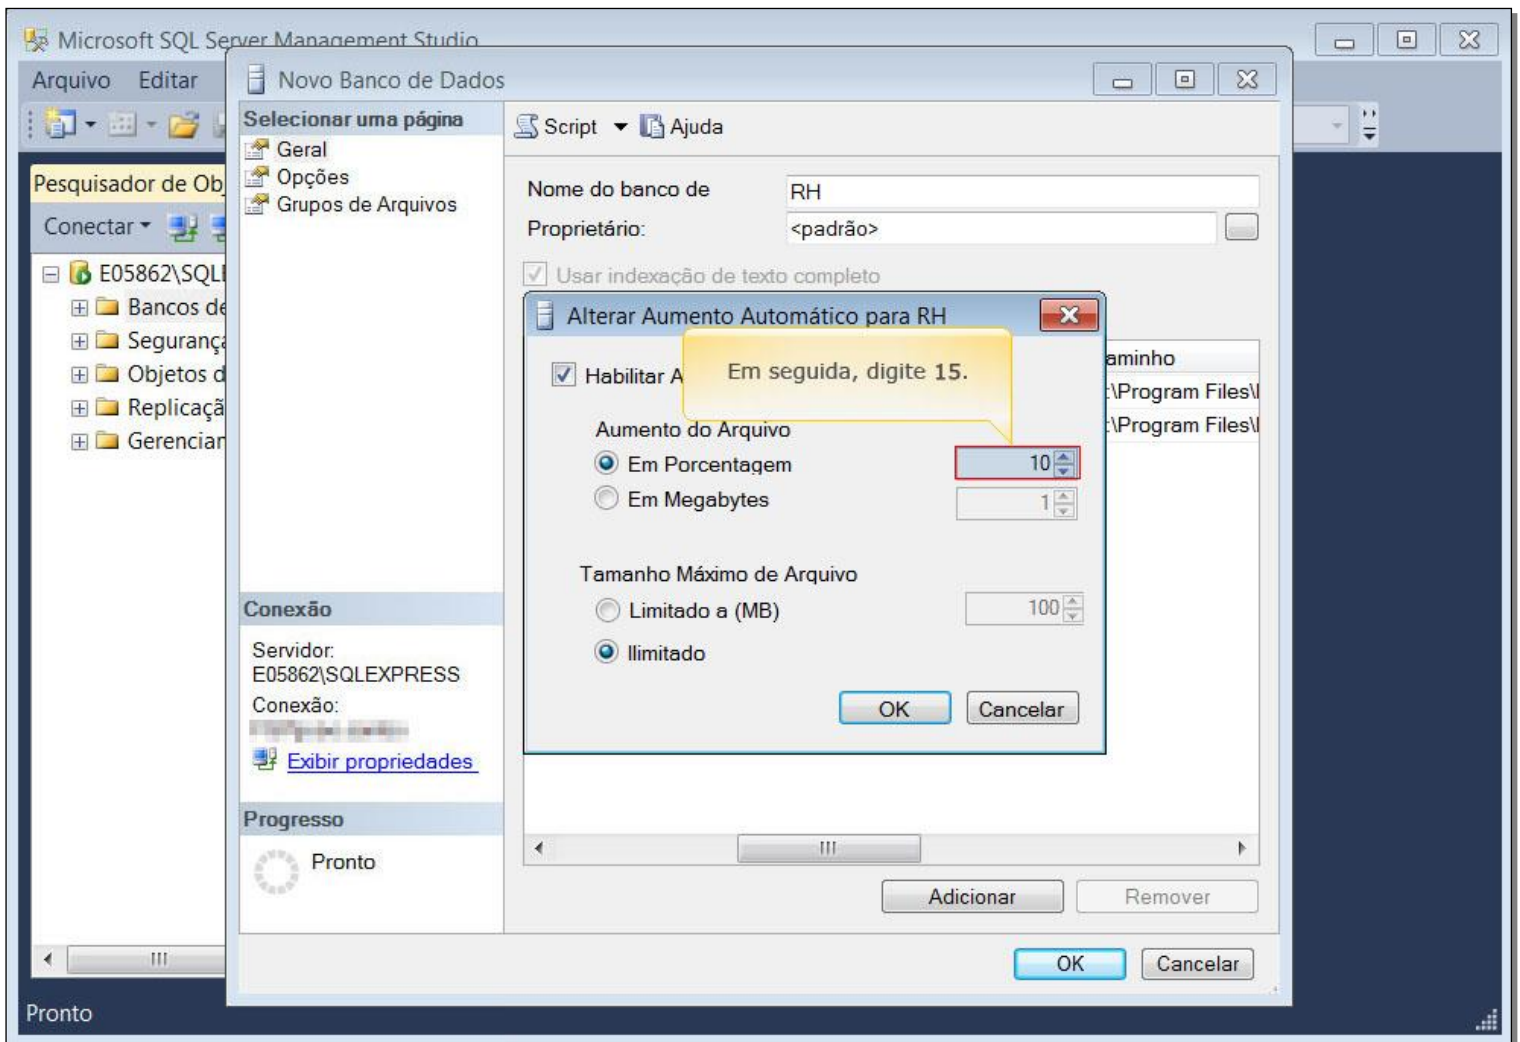 Microsoft SQL Server Management Studio
Arquivo Editar
Novo Banco de Dados
Selecionar uma página
Geral
Opções
Grupos de Arquivos
Script
Ajuda
Pesquisador de Obj
Conectar
E05862\SQLE
Bancos de
Segurança
Objetos d
Replicaçã
Gerenciar
Nome do banco de
RH
Proprietário:
<padrão>
Usar indexação de texto completo
Alterar Aumento Automático para RH
Habilitar A
Em seguida, digite 15.
Aumento do Arquivo
Em Porcentagem
10
Em Megabytes
1
Tamanho Máximo de Arquivo
Limitado a (MB)
100
Ilimitado
OK
Cancelar
aminho
:\Program Files\
:\Program Files\
Conexão
Servidor:
E05862\SQLEXPRESS
Conexão:
Exibir propriedades
Progresso
Pronto
Adicionar
Remover
OK
Cancelar
Pronto